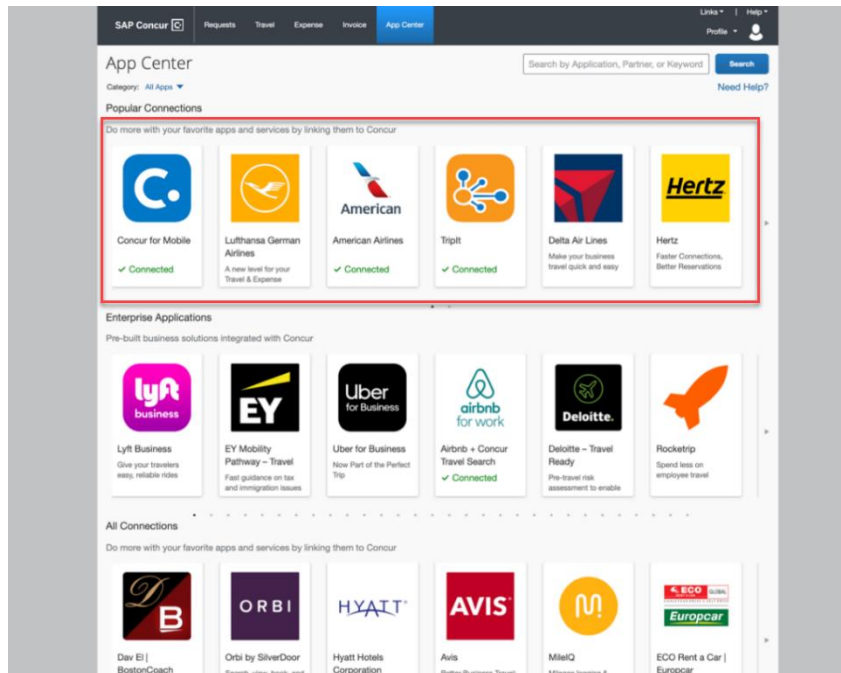 Links | Help
SAP Concur C Requests Travel Expense Invoice App Center
Profile
App Center
Search by Application, Partner, or Keyword Search
Category: All Apps
Need Help?
Popular Connections
Do more with your favorite apps and services by linking them to Concur
C.
American
Hertz
Concur for Mobile
Lufthansa German Airlines
American Airlines
TripIt
Delta Air Lines
Hertz
✓ Connected
A new level for your Travel & Expense
✓ Connected
✓ Connected
Make your business travel quick and easy
Faster Connections, Better Reservations
Enterprise Applications
Pre-built business solutions integrated with Concur
lyft business
EY
Uber for Business
airbnb for work
Deloitte.
Lyft Business
EY Mobility Pathway – Travel
Uber for Business
Airbnb + Concur Travel Search
Deloitte – Travel Ready
Rocketrip
Give your travelers easy, reliable rides
Fast guidance on tax and immigration issues
Now Part of the Perfect Trip
✓ Connected
Pre-travel risk assessment to enable
Spend less on employee travel
All Connections
Do more with your favorite apps and services by linking them to Concur
D B
ORBI
HYATT
AVIS
ECO GLOBAL
Europcar
Dav El | BostonCoach
Orbi by SilverDoor
Hyatt Hotels Corporation
Avis
MileIQ
ECO Rent a Car | Europcar